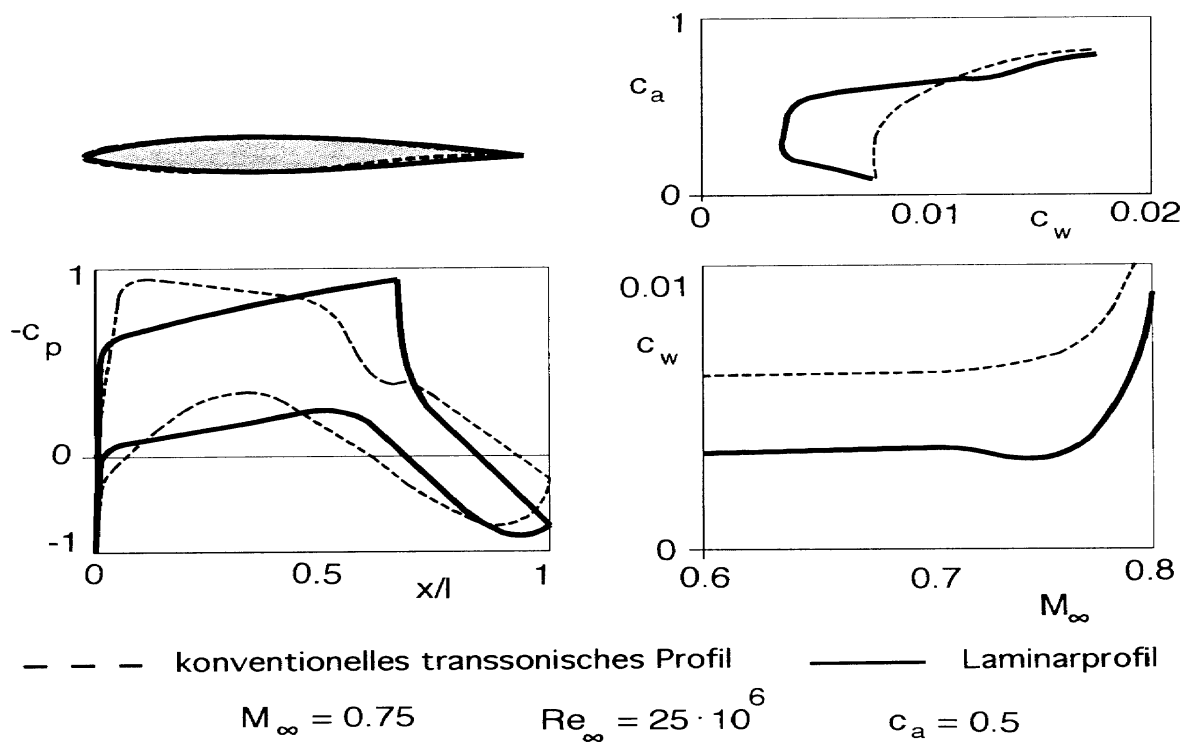 1
c_a
0
0
0.01
c_w
0.02
1
-c_p
0
-1
0
0.5
x/l
1
0.01
c_w
0
0.6
0.7
0.8
M_∞
konventionelles transsonisches Profil
Laminarprofil
M_∞ = 0.75 Re_∞ = 25 · 10^6 c_a = 0.5